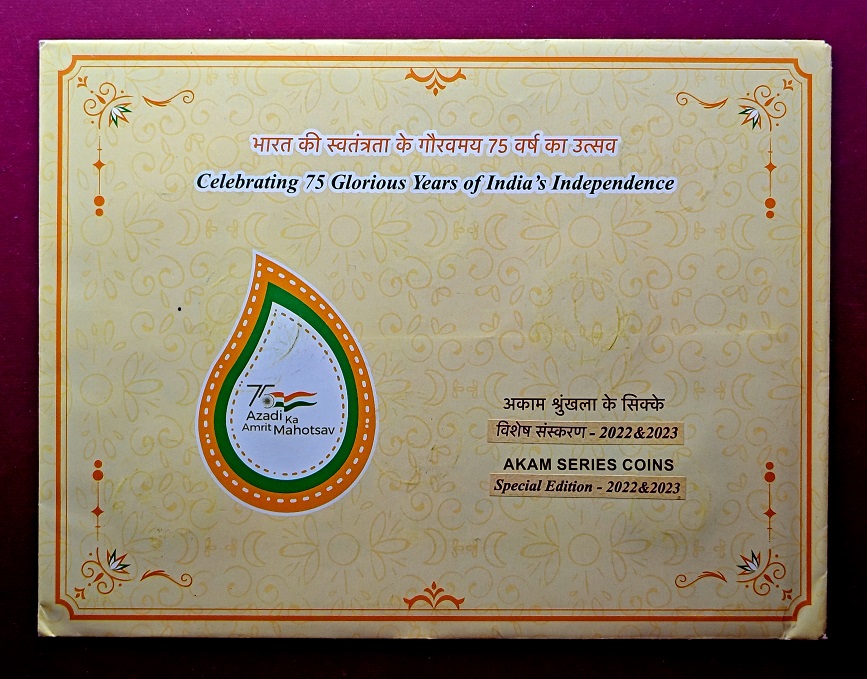 भारत की स्वतंत्रता के गौरवमय 75 वर्ष का उत्सव
Celebrating 75 Glorious Years of India's Independence
75
Azadi Ka
Amrit Mahotsav
अकाम श्रुंखला के सिक्के
विशेष संस्करण - 2022&2023
AKAM SERIES COINS
Special Edition - 2022&2023